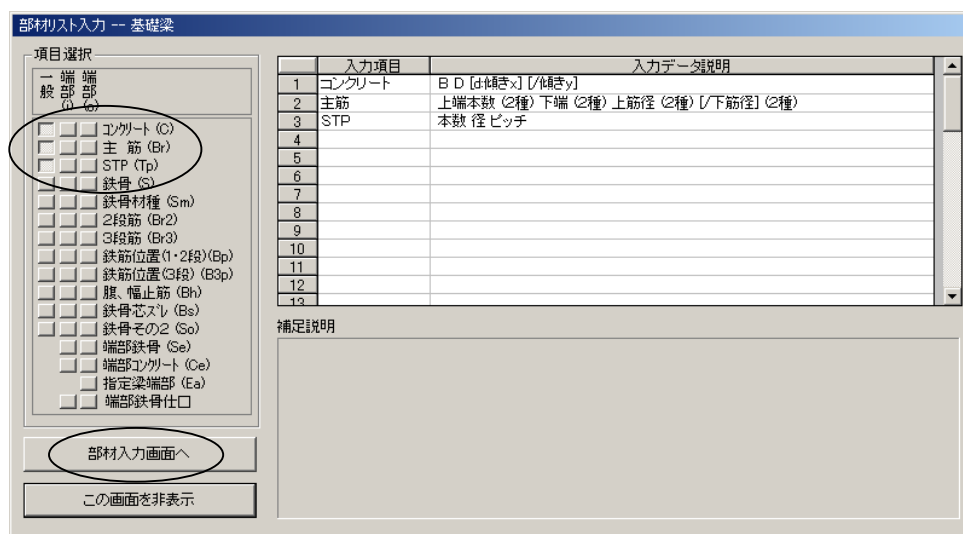 部材リスト入力 -- 基礎梁
項目選択
一般 端部(i) 端部(o)
コンクリート (C)
主 筋 (Br)
STP (Tp)
鉄骨 (S)
鉄骨材種 (Sm)
2段筋 (Br2)
3段筋 (Br3)
鉄筋位置(1・2段)(Bp)
鉄筋位置(3段) (B3p)
腹、幅止筋 (Bh)
鉄骨芯ズレ (Bs)
鉄骨その2 (So)
端部鉄骨 (Se)
端部コンクリート (Ce)
指定梁端部 (Ea)
端部鉄骨仕口
部材入力画面へ
この画面を非表示
入力項目 入力データ説明
1 コンクリート B D [d:傾きx] [/傾きy]
2 主筋 上端本数 (2種) 下端 (2種) 上筋径 (2種) [/下筋径] (2種)
3 STP 本数 径 ピッチ
4
5
6
7
8
9
10
11
12
13
補足説明